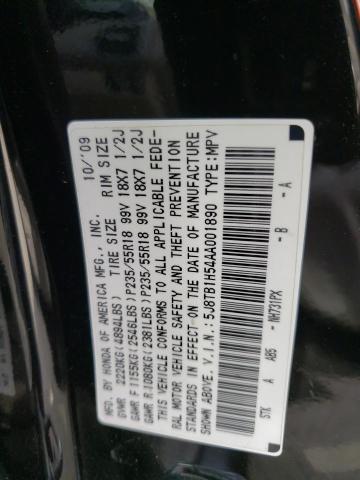 MFG. BY HONDA OF AMERICA MFG., INC. 10/'09
GVWR 2220KG(4894LBS) TIRE SIZE RIM SIZE
GAWR F 1155KG(2546LBS)P235/55R18 99V 18X7 1/2J
GAWR R 1080KG(2381LBS)P235/55R18 99V 18X7 1/2J
THIS VEHICLE CONFORMS TO ALL APPLICABLE FEDE-
RAL MOTOR VEHICLE SAFETY AND THEFT PREVENTION
STANDARDS IN EFFECT ON THE DATE OF MANUFACTURE
SHOWN ABOVE. V.I.N.:5J8TB1H54AA001890 TYPE:MPV
STK A AB5 - NH731PX - B - A